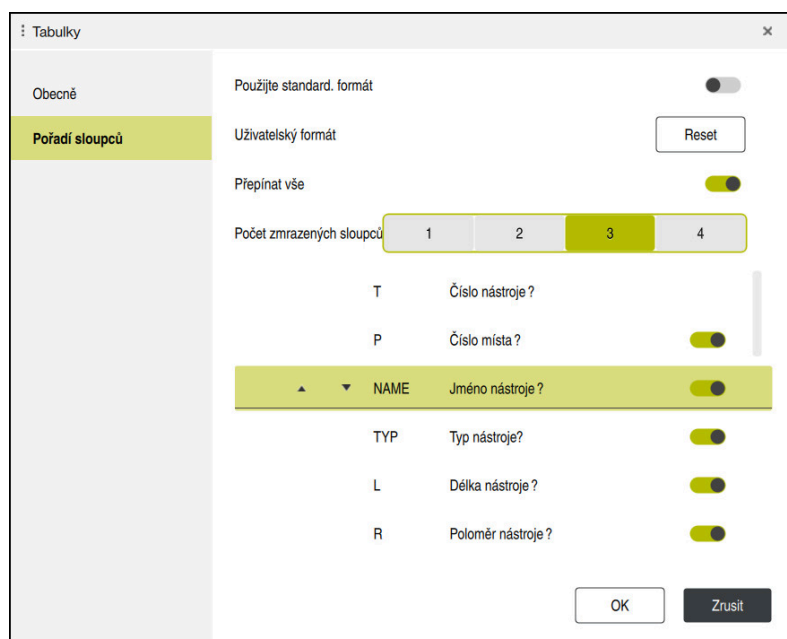 Tabulky
Obecně
Pořadí sloupců
Použijte standard. formát
Uživatelský formát
Reset
Přepínat vše
Počet zmrazených sloupců 1 2 3 4
T Číslo nástroje?
P Číslo místa?
NAME Jméno nástroje?
TYP Typ nástroje?
L Délka nástroje?
R Poloměr nástroje?
OK Zrusit